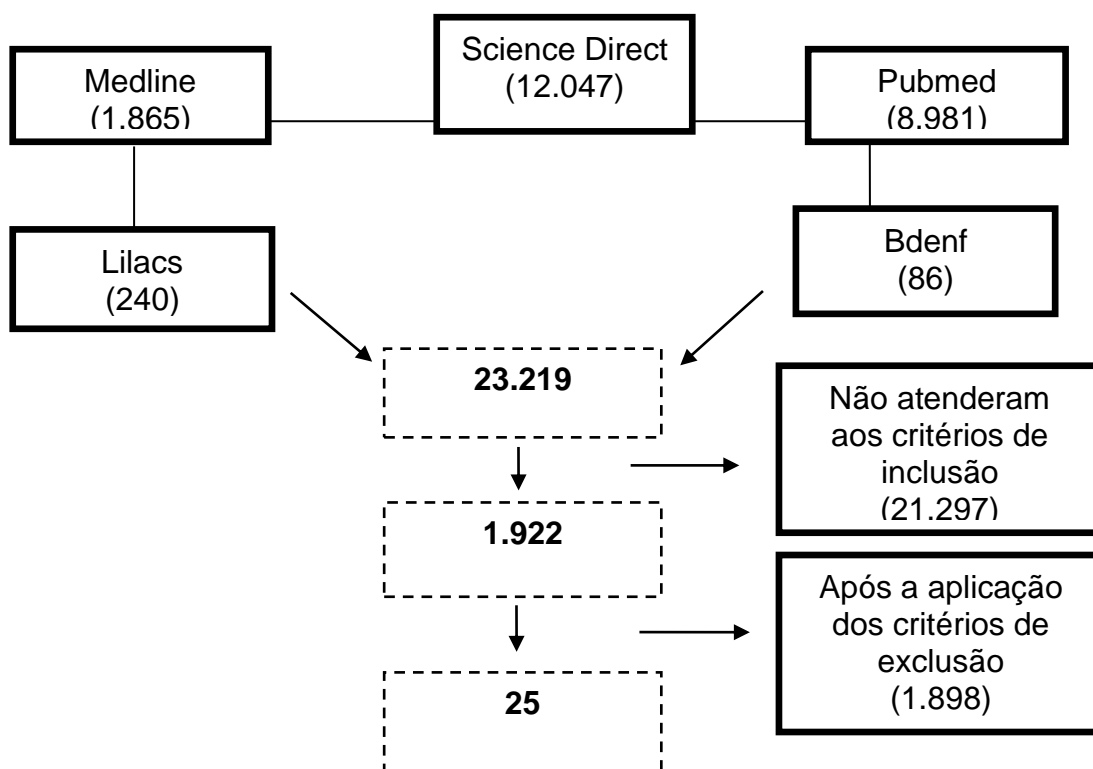 Science Direct
(12.047)
Medline
(1.865)
Pubmed
(8.981)
Lilacs
(240)
Bdenf
(86)
23.219
Não atenderam
aos critérios de
inclusão
(21.297)
1.922
Após a aplicação
dos critérios de
exclusão
(1.898)
25